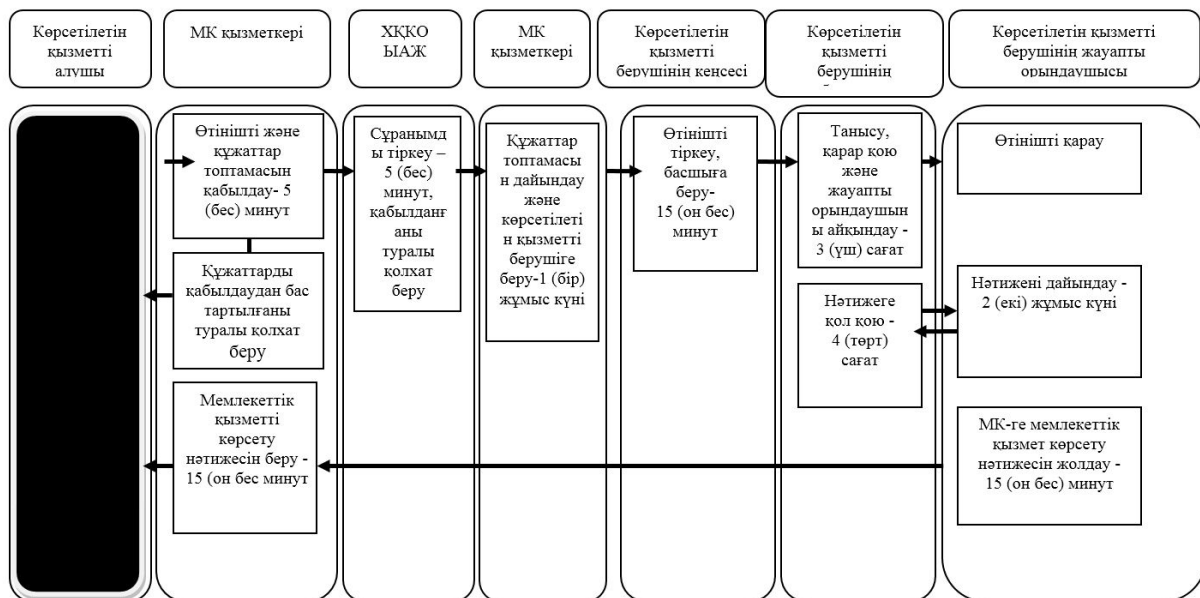 Көрсетілетін
қызметті
алушы
МК қызметкері
ХҚКО
ЫАЖ
МК
қызметкері
Көрсетілетін
қызметті
берушінің кеңсесі
Көрсетілетін
қызметті
берушінің
Көрсетілетін қызметті
берушінің жауапты
орындаушысы
Өтінішті және
құжаттар
топтамасын
қабылдау- 5
(бес) минут
Құжаттарды
қабылдаудан бас
тартылғаны
туралы қолхат
беру
Мемлекеттік
қызметті
көрсету
нәтижесін беру -
15 (он бес минут
Сұранымд
ы тіркеу –
5 (бес)
минут,
қабылданғ
аны
туралы
қолхат
беру
Құжаттар
топтамасы
н дайындау
және
көрсетілеті
н қызметті
берушіге
беру-1 (бір)
жұмыс күні
Өтінішті
тіркеу,
басшыға
беру-
15 (он бес)
минут
Танысу,
қарар қою
және
жауапты
орындаушын
ы айқындау -
3 (үш) сағат
Нәтижеге
қол қою -
4 (төрт)
сағат
Өтінішті қарау
Нәтижені дайындау -
2 (екі) жұмыс күні
МК-ге мемлекеттік
қызмет көрсету
нәтижесін жолдау -
15 (он бес) минут